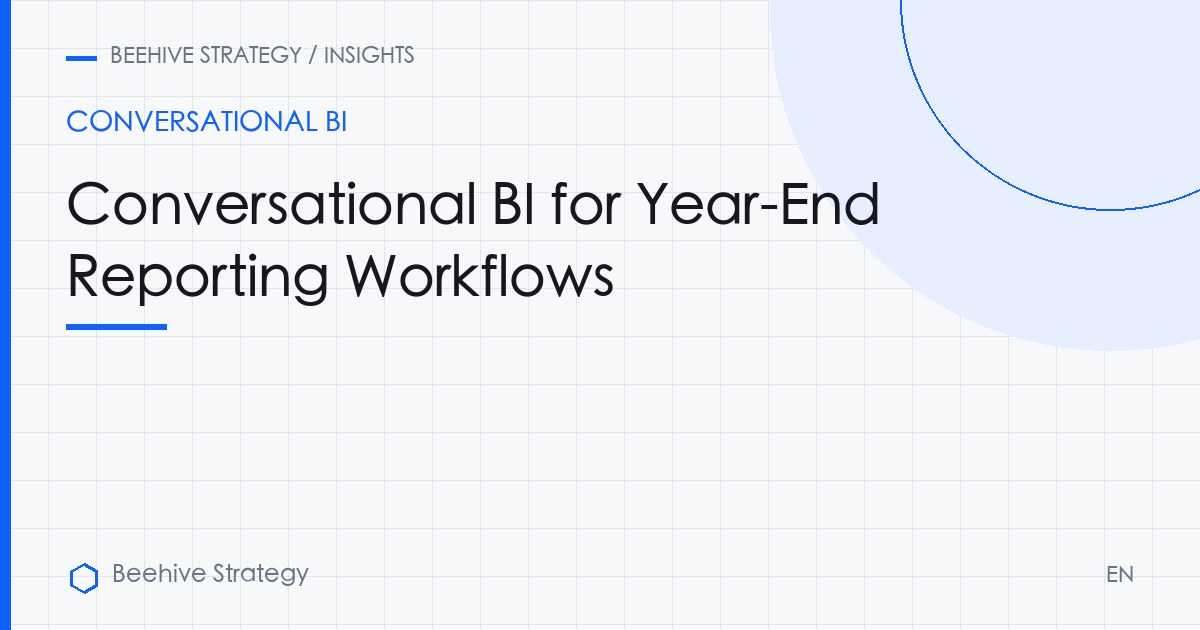 BEEHIVE STRATEGY / INSIGHTS
CONVERSATIONAL BI
Conversational BI for Year-End
Reporting Workflows
Beehive Strategy
EN